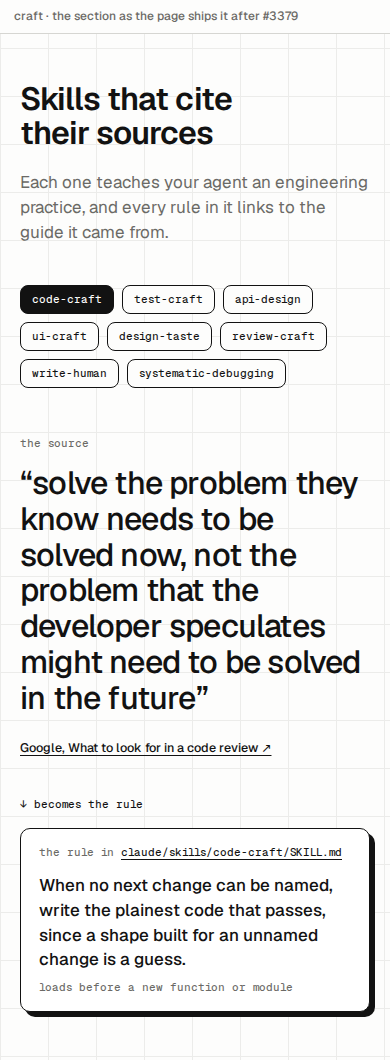 craft · the section as the page ships it after #3379
Skills that cite
their sources
Each one teaches your agent an engineering
practice, and every rule in it links to the
guide it came from.
code-craft test-craft api-design
ui-craft design-taste review-craft
write-human systematic-debugging
the source
“solve the problem they
know needs to be
solved now, not the
problem that the
developer speculates
might need to be solved
in the future”
Google, What to look for in a code review ↗
↓ becomes the rule
the rule in claude/skills/code-craft/SKILL.md
When no next change can be named,
write the plainest code that passes,
since a shape built for an unnamed
change is a guess.
loads before a new function or module